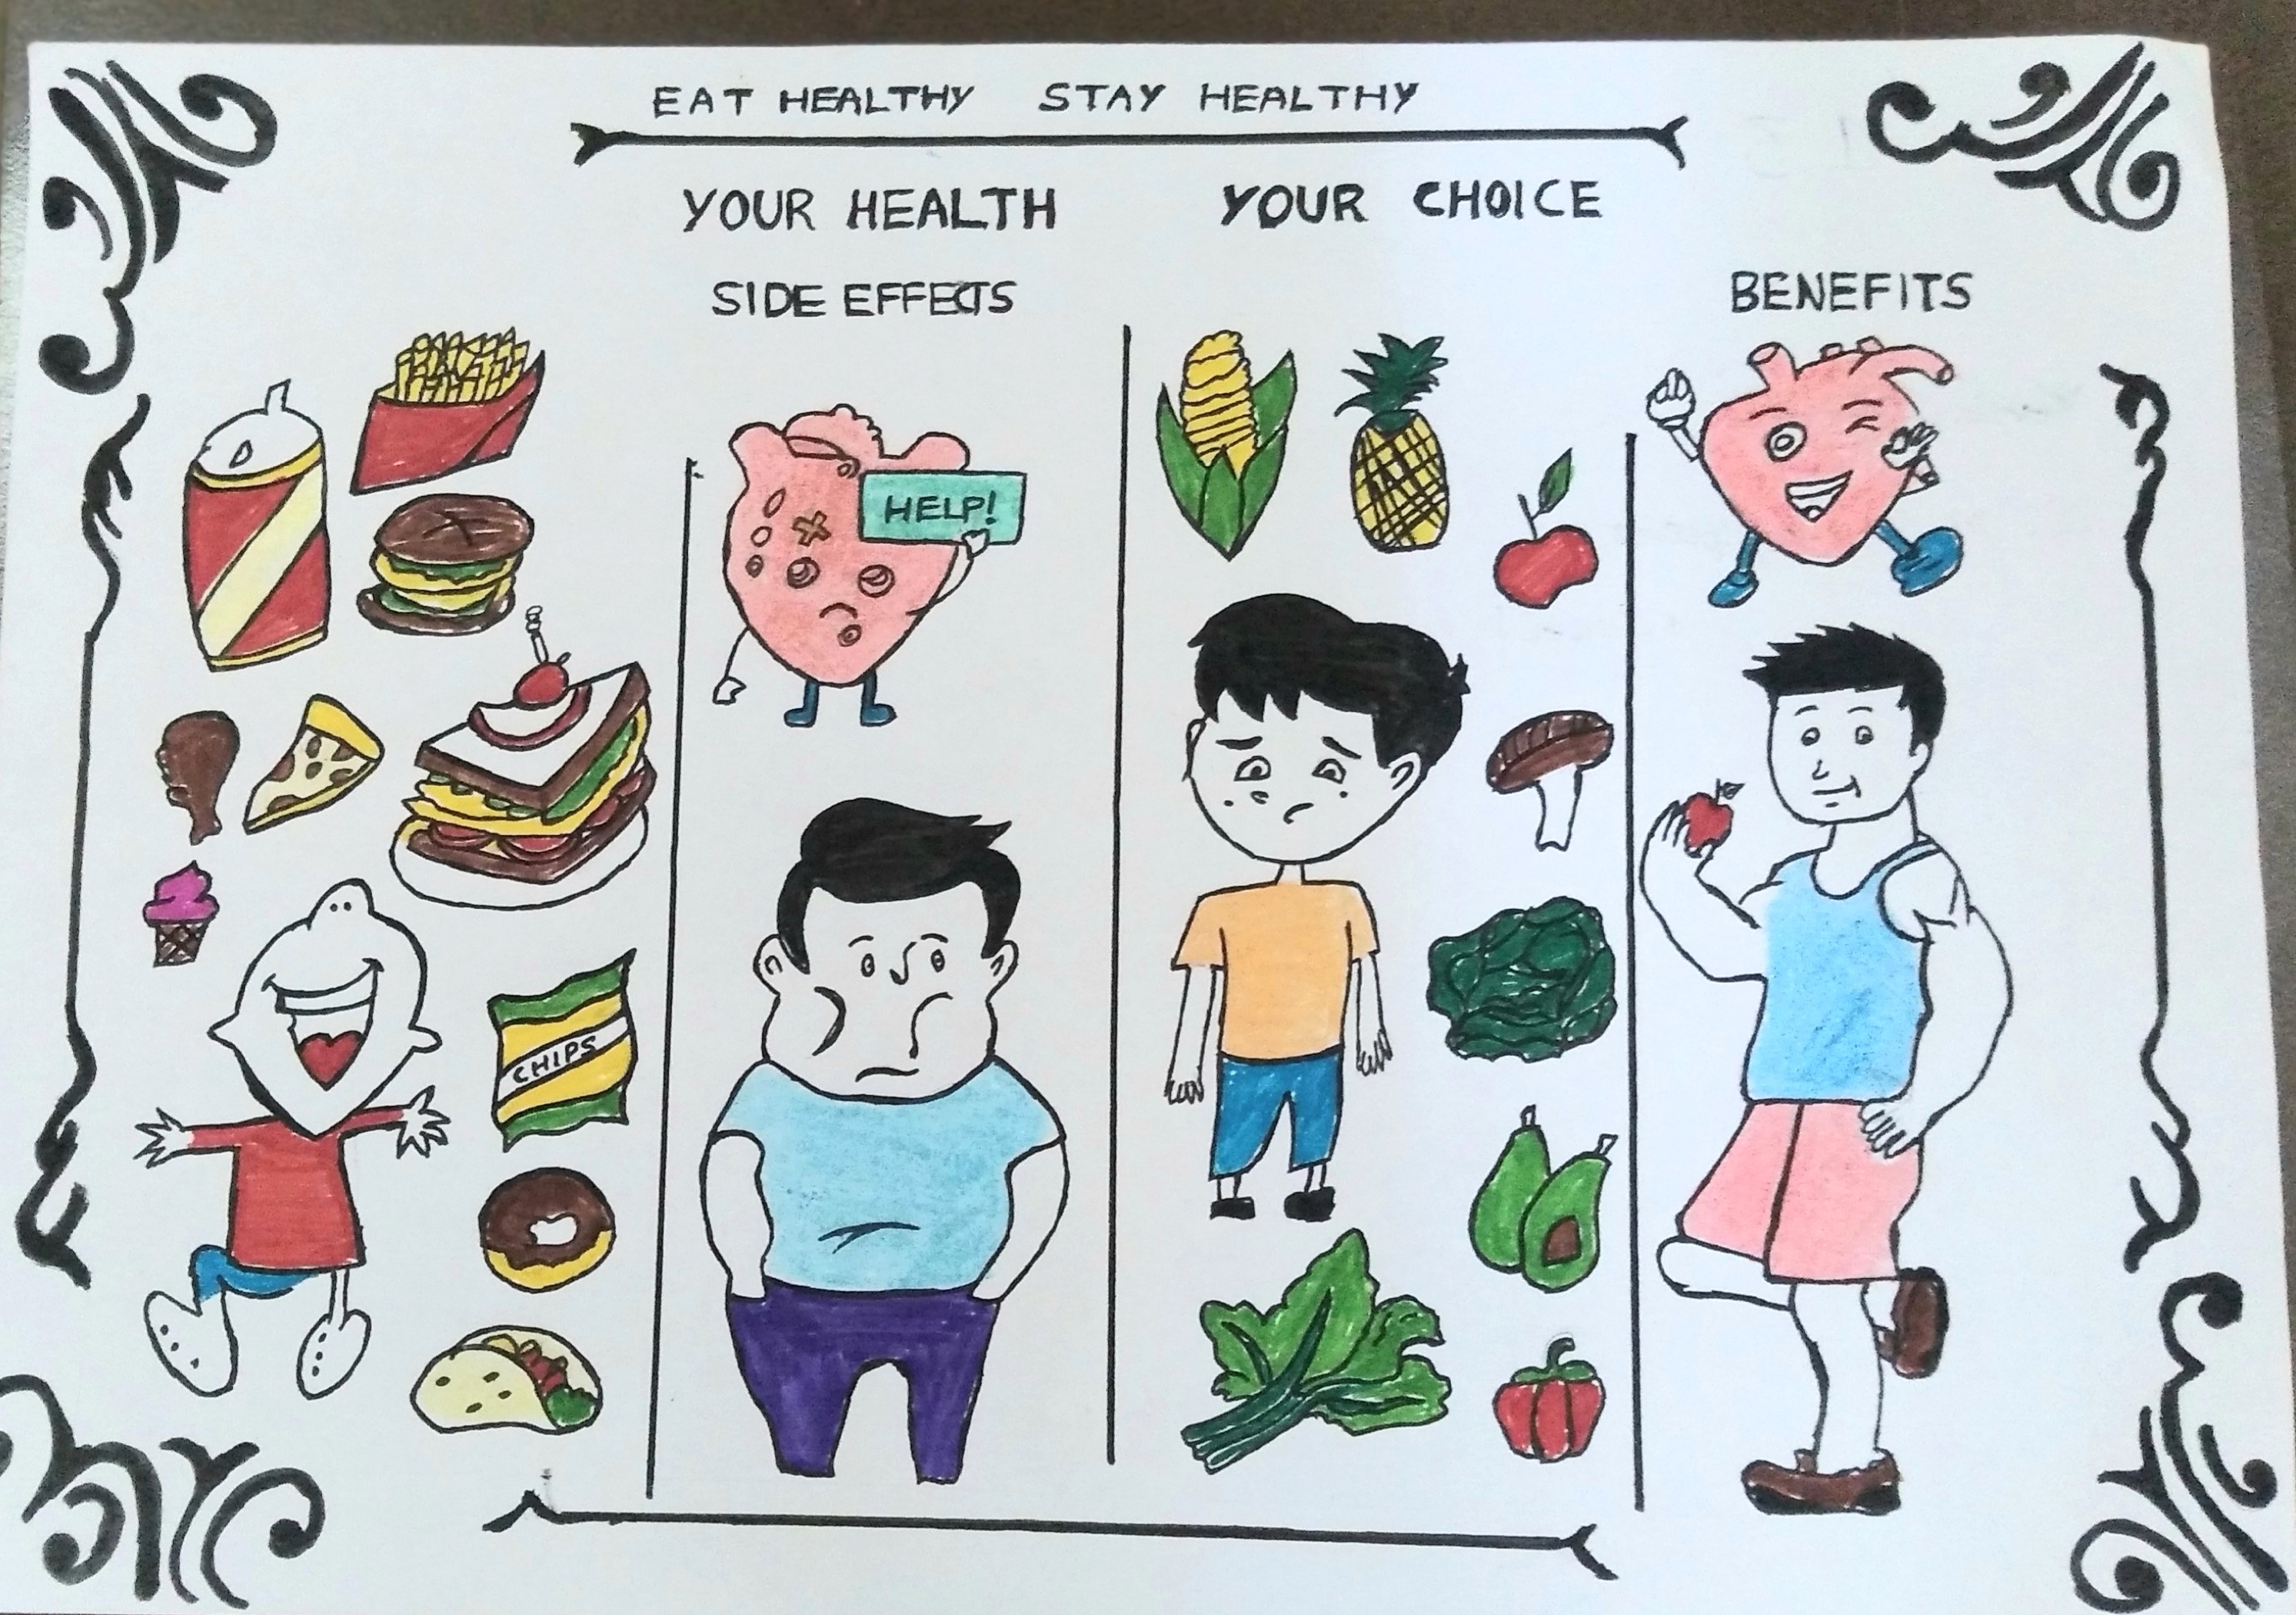 EAT HEALTHY STAY HEALTHY
YOUR HEALTH YOUR CHOICE
SIDE EFFECTS
BENEFITS
HELP!
CHIPS